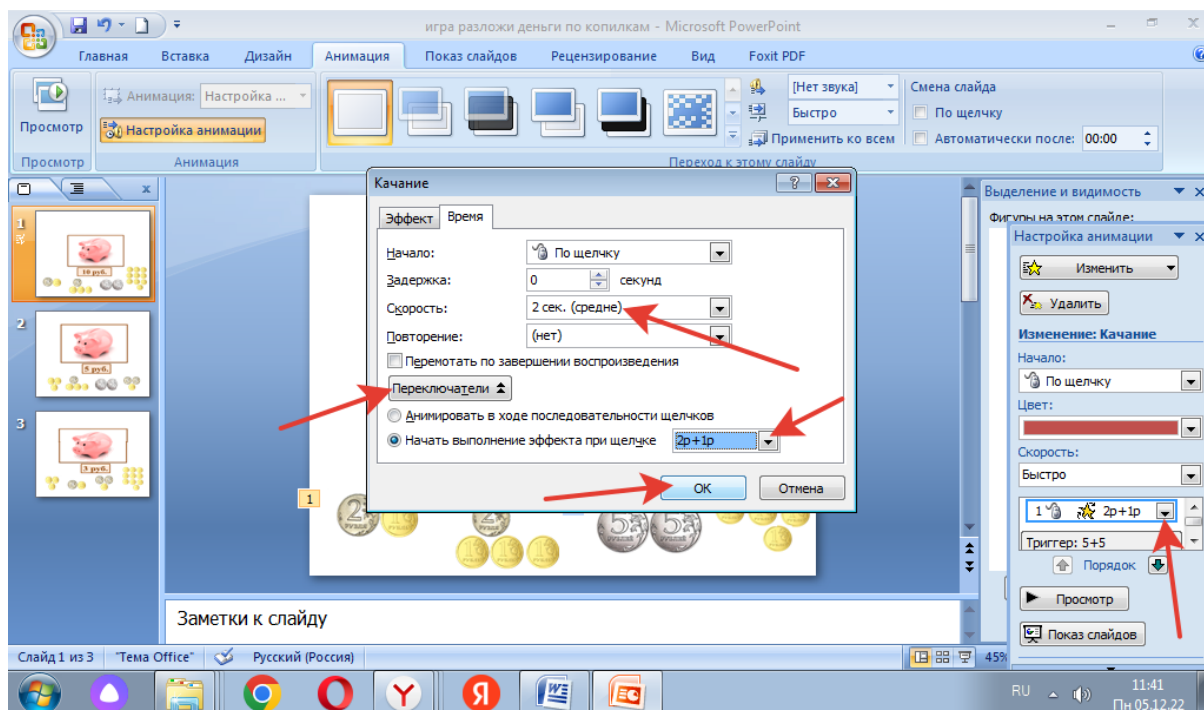 игра разложи деньги по копилкам - Microsoft PowerPoint
Главная Вставка Дизайн Анимация Показ слайдов Рецензирование Вид Foxit PDF
Анимация: Настройка ... [Нет звука] Смена слайда
Настройка анимации Быстро По щелчку
Просмотр Применить ко всем Автоматически после: 00:00
Просмотр Анимация Переход к этому слайду
Качание
Эффект Время
Начало: По щелчку
Задержка: 0 секунд
Скорость: 2 сек. (средне)
Повторение: (нет)
Перемотать по завершении воспроизведения
Переключатели
Анимировать в ходе последовательности щелчков
Начать выполнение эффекта при щелчке 2р+1р
ОК Отмена
1
10 руб.
2
5 руб.
3
3 руб.
1
Выделение и видимость
Фигуры на этом слайде:
Настройка анимации
Изменить
Удалить
Изменение: Качание
Начало:
По щелчку
Цвет:
Скорость:
Быстро
1 2р+1р
Триггер: 5+5
Порядок
Просмотр
Показ слайдов
Заметки к слайду
Слайд 1 из 3 "Тема Office" Русский (Россия) 45%
RU 11:41
Пн 05.12.22